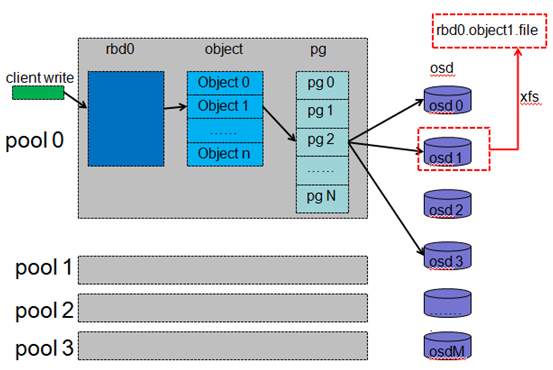 rbd0.object1.file
rbd0
object
pg
osd
xfs
client write
pool 0
Object 0
Object 1
......
Object n
pg 0
pg 1
pg 2
......
pg N
osd 0
osd 1
osd 2
osd 3
......
osdM
pool 1
pool 2
pool 3